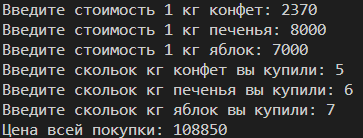 Введите стоимость 1 кг конфет: 2370
Введите стоимость 1 кг печенья: 8000
Введите стоимость 1 кг яблок: 7000
Введите скольок кг конфет вы купили: 5
Введите скольок кг печенья вы купили: 6
Введите скольок кг яблок вы купили: 7
Цена всей покупки: 108850